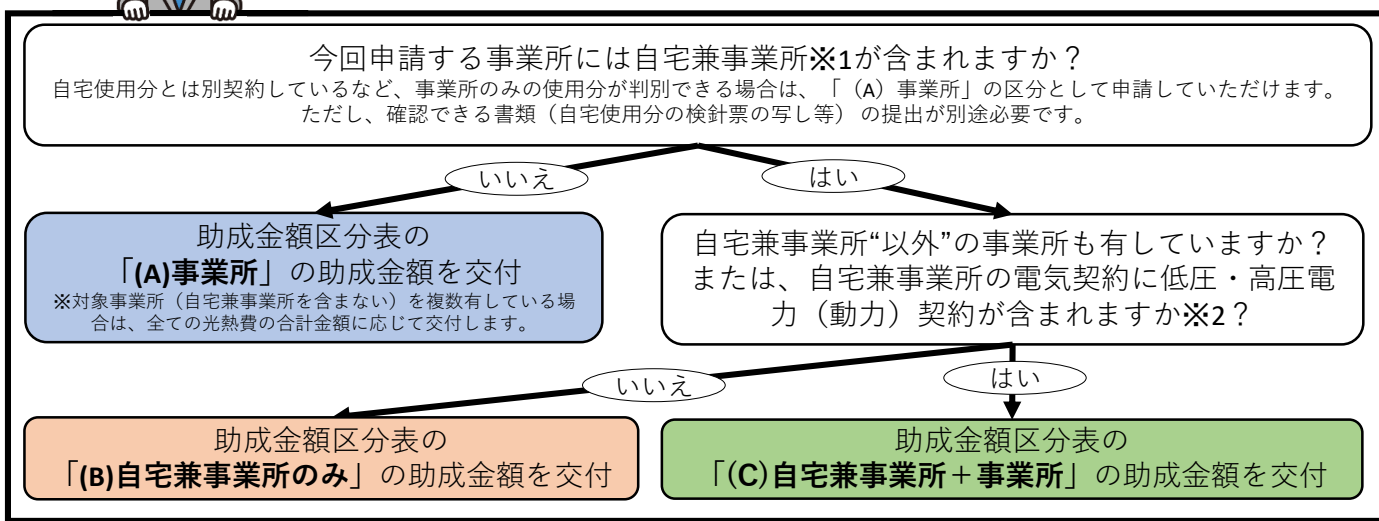 今回申請する事業所には自宅兼事業所※1が含まれますか？
自宅使用分とは別契約しているなど、事業所のみの使用分が判別できる場合は、「（A）事業所」の区分として申請していただけます。
ただし、確認できる書類（自宅使用分の検針票の写し等）の提出が別途必要です。
いいえ
はい
助成金額区分表の
「(A)事業所」の助成金額を交付
※対象事業所（自宅兼事業所を含まない）を複数有している場
合は、全ての光熱費の合計金額に応じて交付します。
自宅兼事業所“以外”の事業所も有していますか？
または、自宅兼事業所の電気契約に低圧・高圧電
力（動力）契約が含まれますか※2？
いいえ
はい
助成金額区分表の
「(B)自宅兼事業所のみ」の助成金額を交付
助成金額区分表の
「(C)自宅兼事業所＋事業所」の助成金額を交付